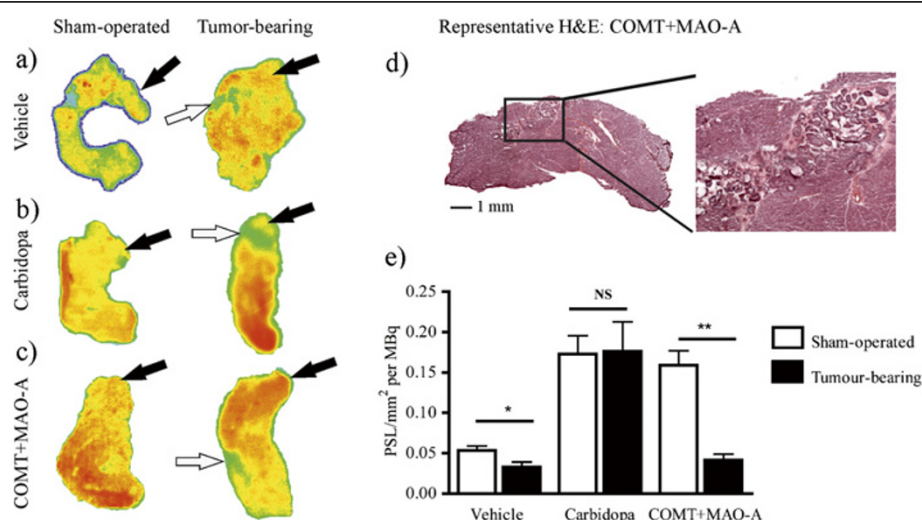 Sham-operated Tumor-bearing Representative H&E: COMT+MAO-A
a)
Vehicle
b)
Carbidopa
c)
COMT+MAO-A
d)
1 mm
e)
PSL/mm² per MBq
0.25
0.20
0.15
0.10
0.05
0.00
*
NS
**
Sham-operated
Tumour-bearing
Vehicle Carbidopa COMT+MAO-A